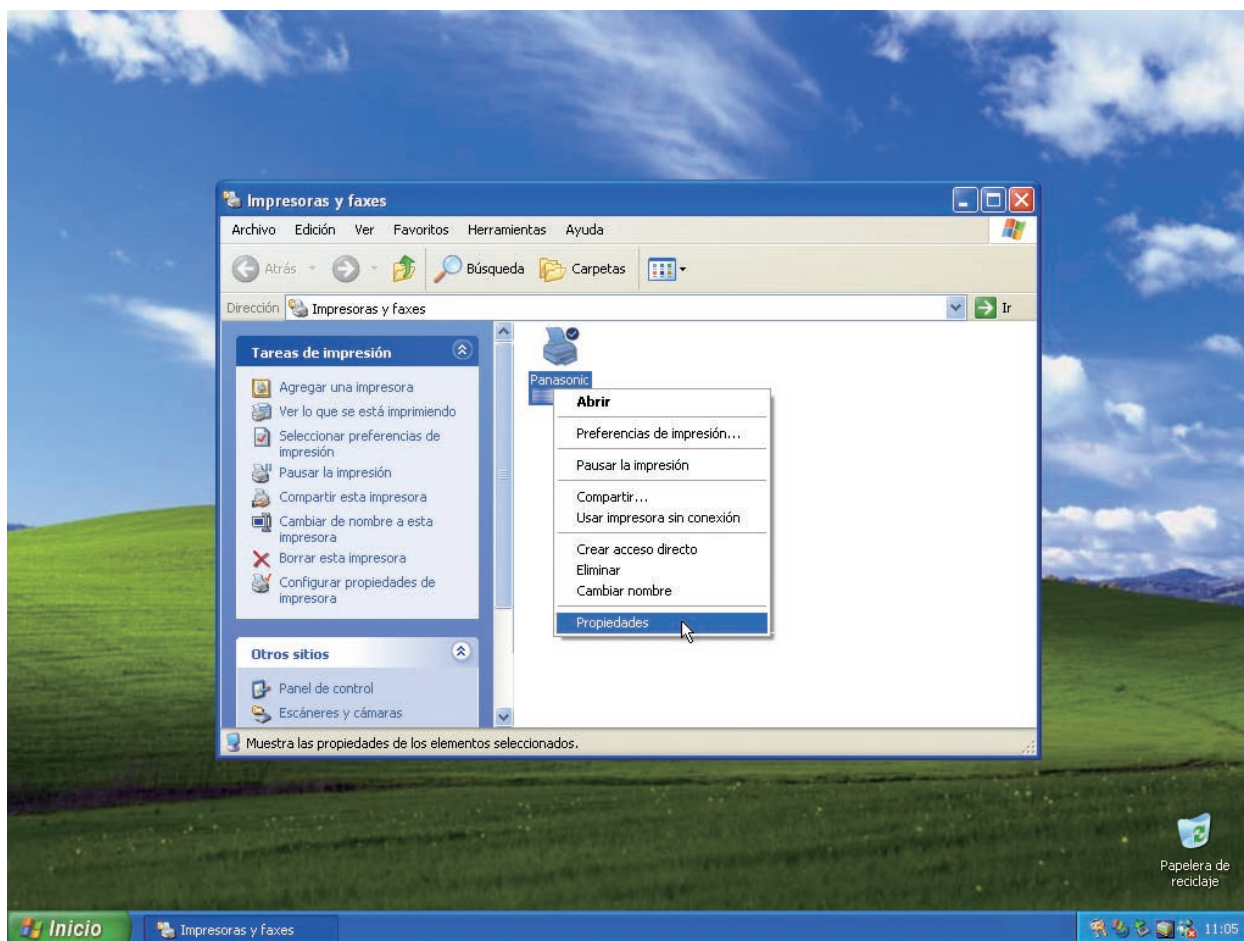 Impresoras y faxes
Archivo Edición Ver Favoritos Herramientas Ayuda
Atrás Búsqueda Carpetas
Dirección Impresoras y faxes Ir
Tareas de impresión
Agregar una impresora
Ver lo que se está imprimiendo
Seleccionar preferencias de
impresión
Pausar la impresión
Compartir esta impresora
Cambiar de nombre a esta
impresora
Borrar esta impresora
Configurar propiedades de
impresora
Otros sitios
Panel de control
Escáneres y cámaras
Panasonic
Abrir
Preferencias de impresión...
Pausar la impresión
Compartir...
Usar impresora sin conexión
Crear acceso directo
Eliminar
Cambiar nombre
Propiedades
Muestra las propiedades de los elementos seleccionados.
Papelera de
reciclaje
Inicio Impresoras y faxes 11:05